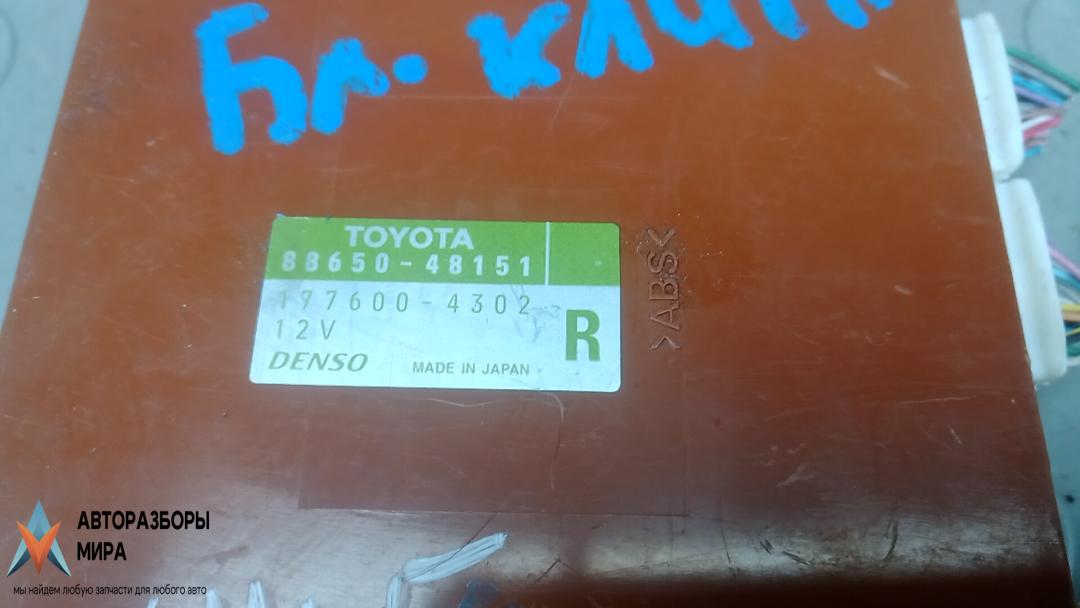 Бл.
TOYOTA
88650-48151
177600-4302
12V
R
DENSO MADE IN JAPAN
>ABS<
АВТОРАЗБОРЫ
МИРА
мы найдем любую запчасти для любого авто